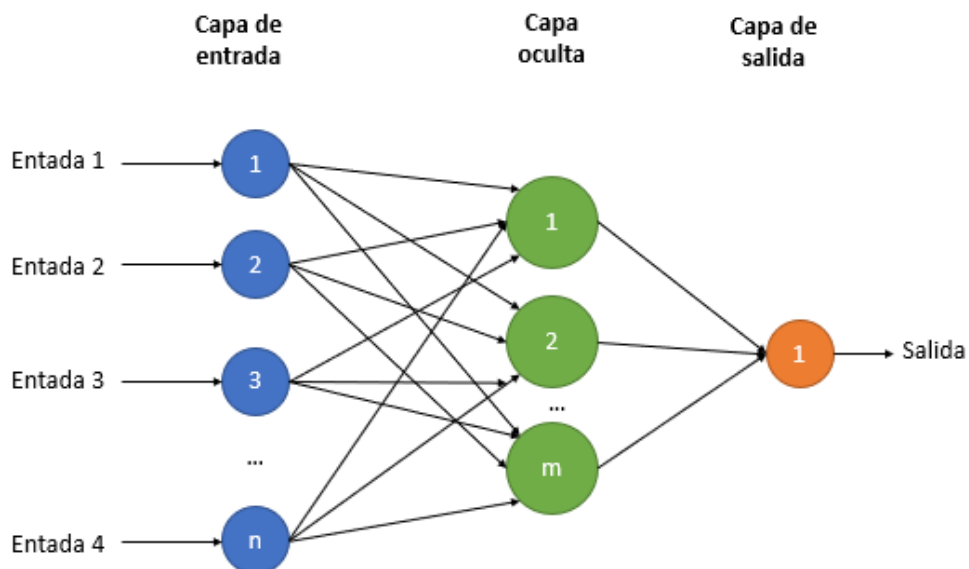 Capa de
entrada
Capa
oculta
Capa de
salida
Entada 1
1
Entada 2
2
Entada 3
3
...
Entada 4
n
1
2
...
m
1
Salida